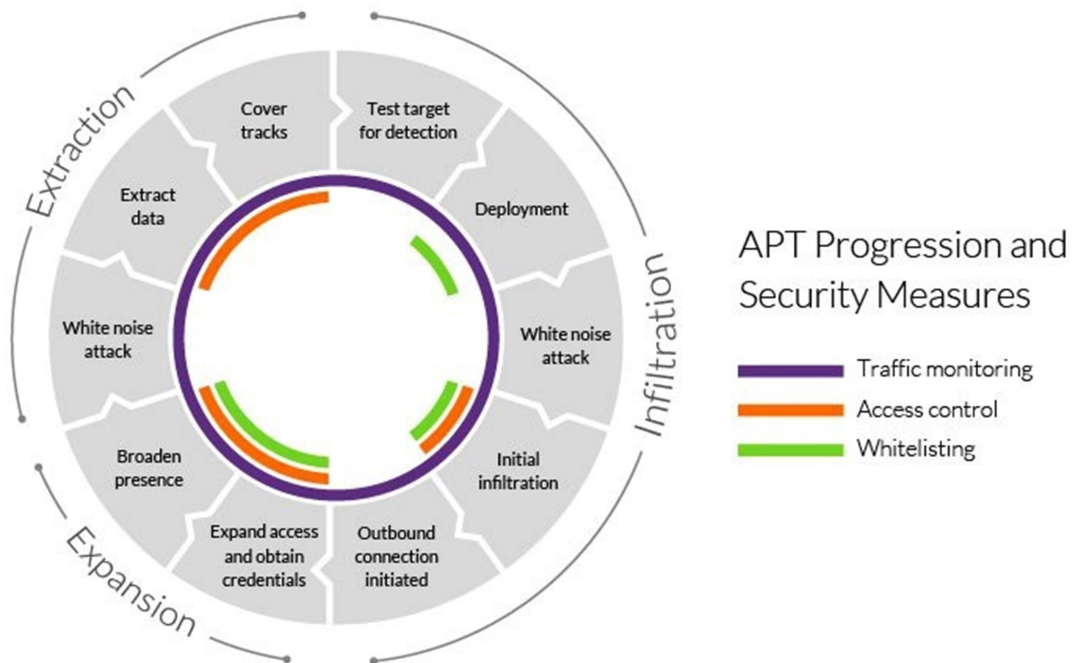 Cover
tracks
Test target
for detection
Deployment
White noise
attack
Initial
infiltration
Outbound
connection
initiated
Expand access
and obtain
credentials
Broaden
presence
White noise
attack
Extract
data
Extraction
Infiltration
Expansion
APT Progression and
Security Measures
Traffic monitoring
Access control
Whitelisting